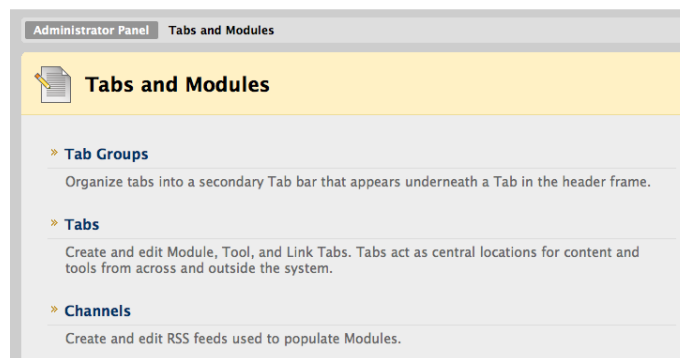 Administrator Panel Tabs and Modules
Tabs and Modules
» Tab Groups
Organize tabs into a secondary Tab bar that appears underneath a Tab in the header frame.
» Tabs
Create and edit Module, Tool, and Link Tabs. Tabs act as central locations for content and
tools from across and outside the system.
» Channels
Create and edit RSS feeds used to populate Modules.